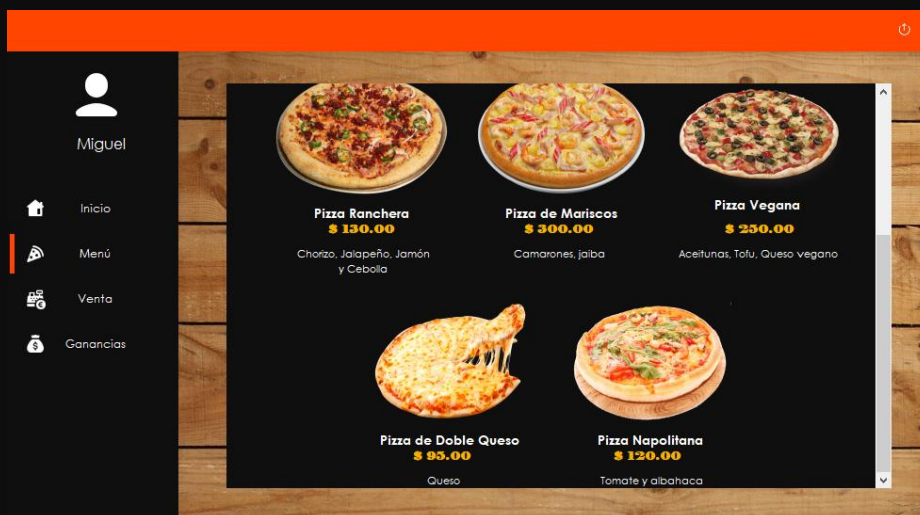 Miguel
Inicio
Menú
Venta
Ganancias
Pizza Ranchera
$ 130.00
Chorizo, Jalapeño, Jamón
y Cebolla
Pizza de Mariscos
$ 300.00
Camarones, jaiba
Pizza Vegana
$ 250.00
Aceitunas, Tofu, Queso vegano
Pizza de Doble Queso
$ 95.00
Queso
Pizza Napolitana
$ 120.00
Tomate y albahaca